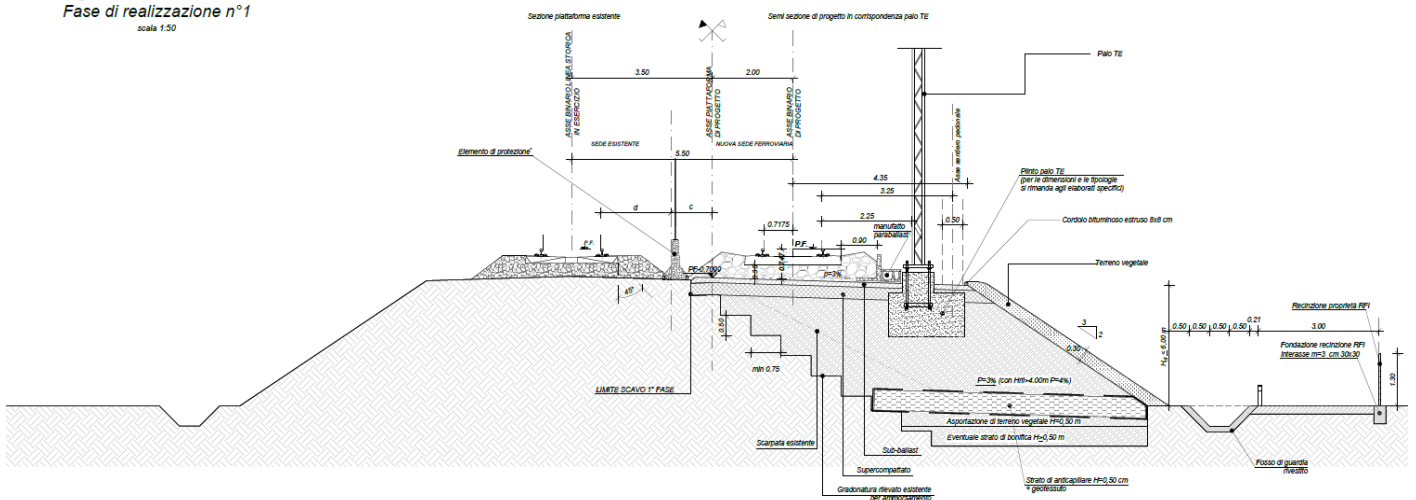 Fase di realizzazione n°1
scala 1:50
Sezione piattaforma esistente
Semi sezione di progetto in corrispondenza palo TE
ASSE BINARIO LINEA STORICA
IN ESERCIZIO
ASSE PIATTAFORMA
DI PROGETTO
ASSE BINARIO
DI PROGETTO
3.50
2.00
SEDE ESISTENTE
NUOVA SEDE FERROVIARIA
5.50
Elemento di protezione
Palo TE
Asse sentiero pedonale
4.35
3.25
2.25
0.50
Plinto palo TE
(per le dimensioni e le tipologie
si rimanda agli elaborati specifici)
Cordolo bituminoso estruso 8x8 cm
d
c
0.7175
manufatto
paraballast
P.F.
P.F.
0.90
0.35
PF-0.7000
p=3%
45°
Terreno vegetale
3
2
0.30
H₄ ≤ 6,00 m
0.50
0.50
0.50
0.50
0.21
3.00
Recinzione proprietà RFI
Fondazione recinzione RFI
Interasse m=3 cm 30x30
1.30
0.50
min 0.75
LIMITE SCAVO 1° FASE
P=3% (con Hril>4.00m P=4%)
Asportazione di terreno vegetale H=0,50 m
Eventuale strato di bonifica H≥0,50 m
Scarpata esistente
Sub-ballast
Supercompattato
Gradonatura rilevato esistente
per ammorsamento
Strato di anticapillare H=0,50 cm
+ geotessuto
Fosso di guardia
rivestito